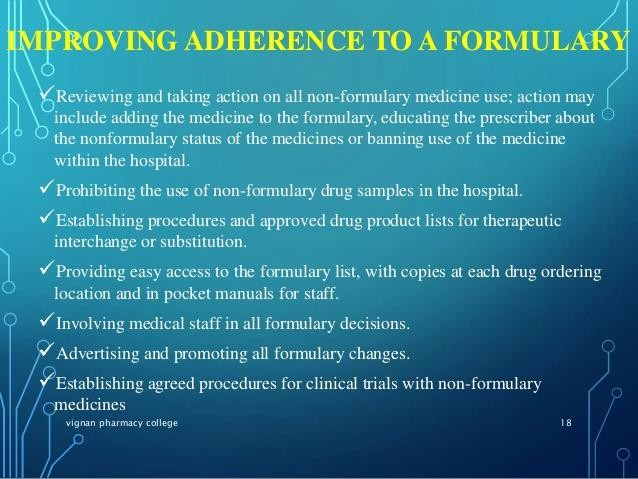 IMPROVING ADHERENCE TO A FORMULARY
✓Reviewing and taking action on all non-formulary medicine use; action may
include adding the medicine to the formulary, educating the prescriber about
the nonformulary status of the medicines or banning use of the medicine
within the hospital.
✓Prohibiting the use of non-formulary drug samples in the hospital.
✓Establishing procedures and approved drug product lists for therapeutic
interchange or substitution.
✓Providing easy access to the formulary list, with copies at each drug ordering
location and in pocket manuals for staff.
✓Involving medical staff in all formulary decisions.
✓Advertising and promoting all formulary changes.
✓Establishing agreed procedures for clinical trials with non-formulary
medicines
vignan pharmacy college 18